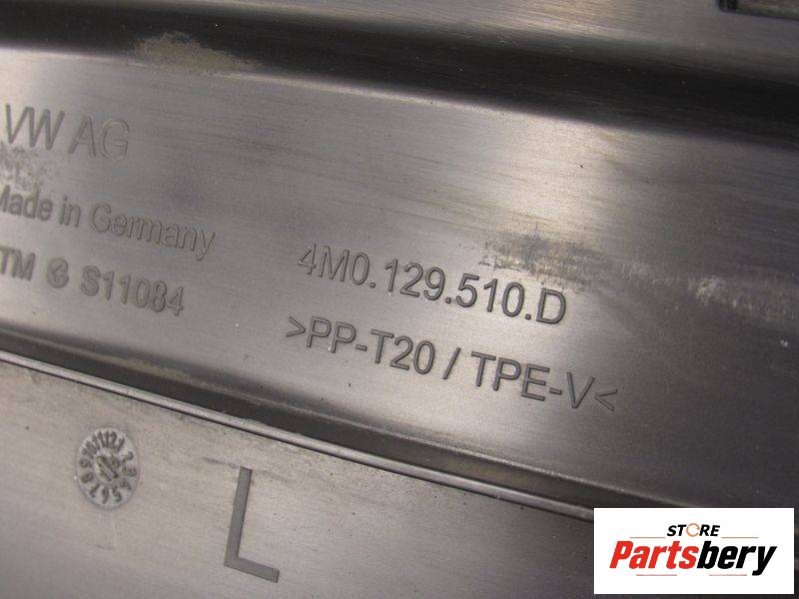 VW AG
Made in Germany
TM G S11084
4M0.129.510.D
>PP-T20 / TPE-V<
L
STORE
Partsbery